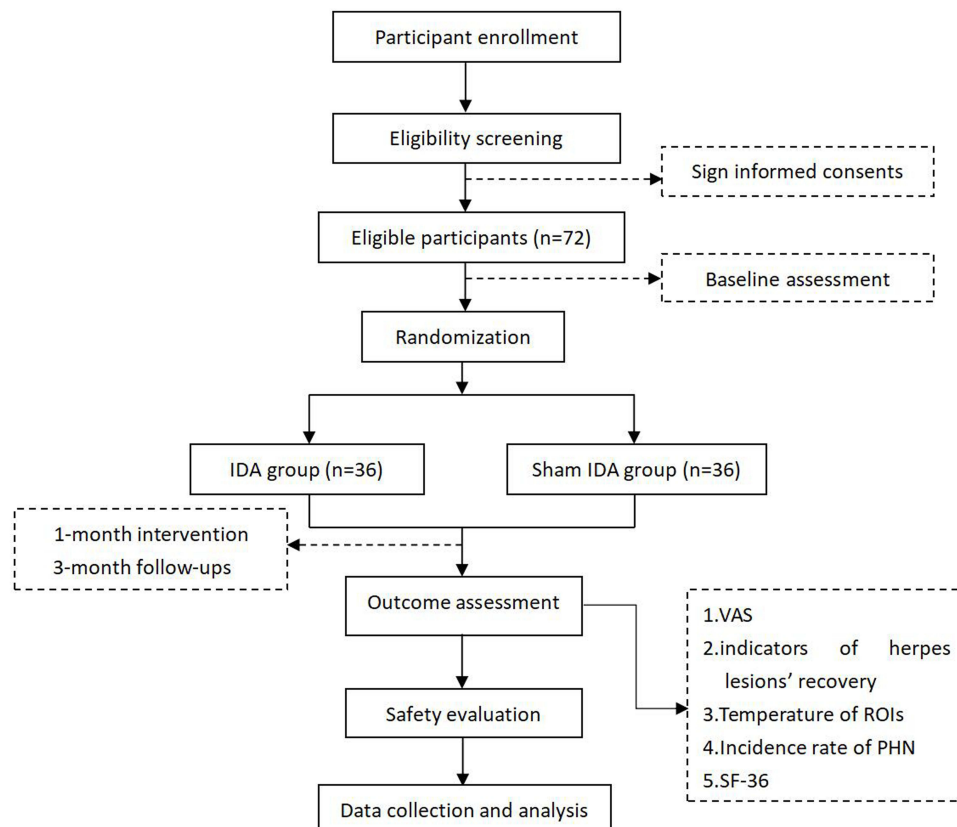 Participant enrollment
Eligibility screening
Sign informed consents
Eligible participants (n=72)
Baseline assessment
Randomization
IDA group (n=36)
Sham IDA group (n=36)
1-month intervention
3-month follow-ups
Outcome assessment
1.VAS
2.indicators of herpes
lesions’ recovery
3.Temperature of ROIs
4.Incidence rate of PHN
5.SF-36
Safety evaluation
Data collection and analysis